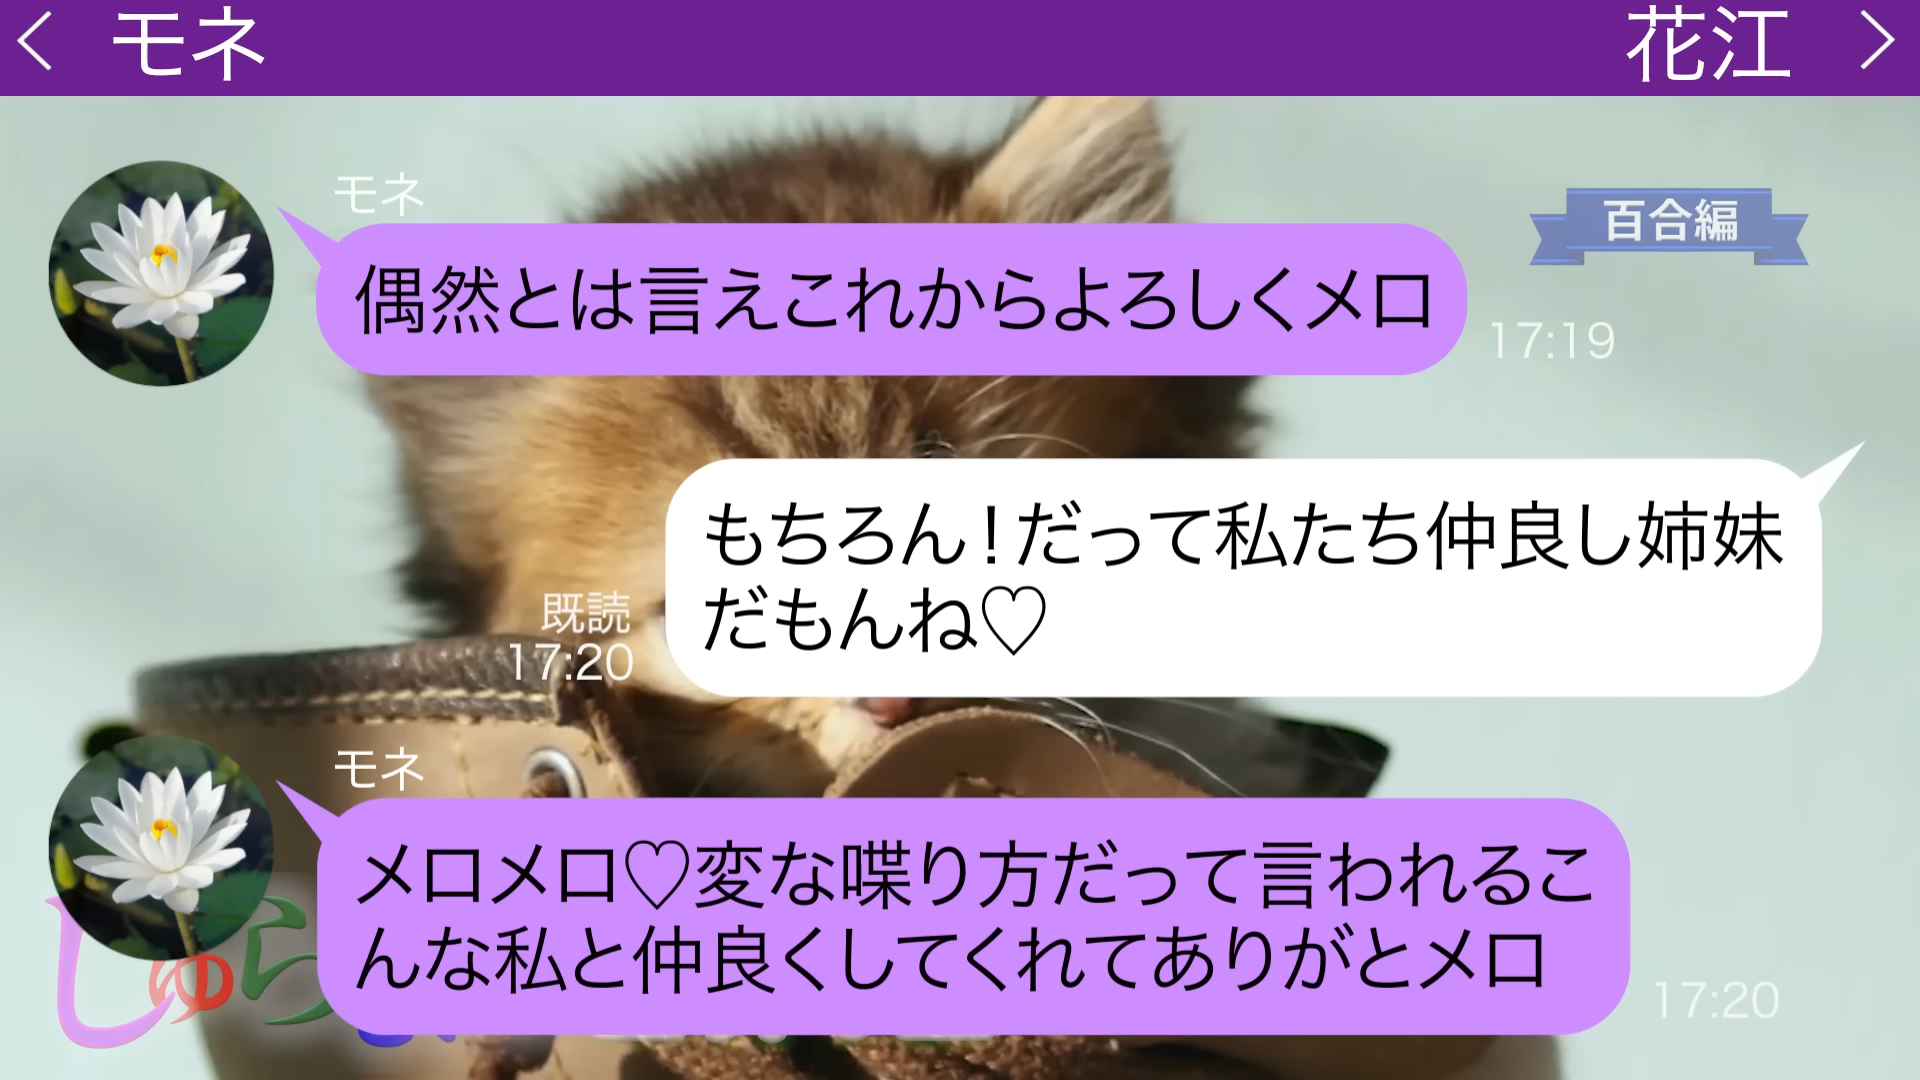 モネ
花江
モネ
百合編
偶然とは言えこれからよろしくメロ
17:19
もちろん！だって私たち仲良し姉妹
だもんね♡
既読
17:20
モネ
メロメロ♡変な喋り方だって言われるこ
んな私と仲良くしてくれてありがとメロ
17:20
しゅら